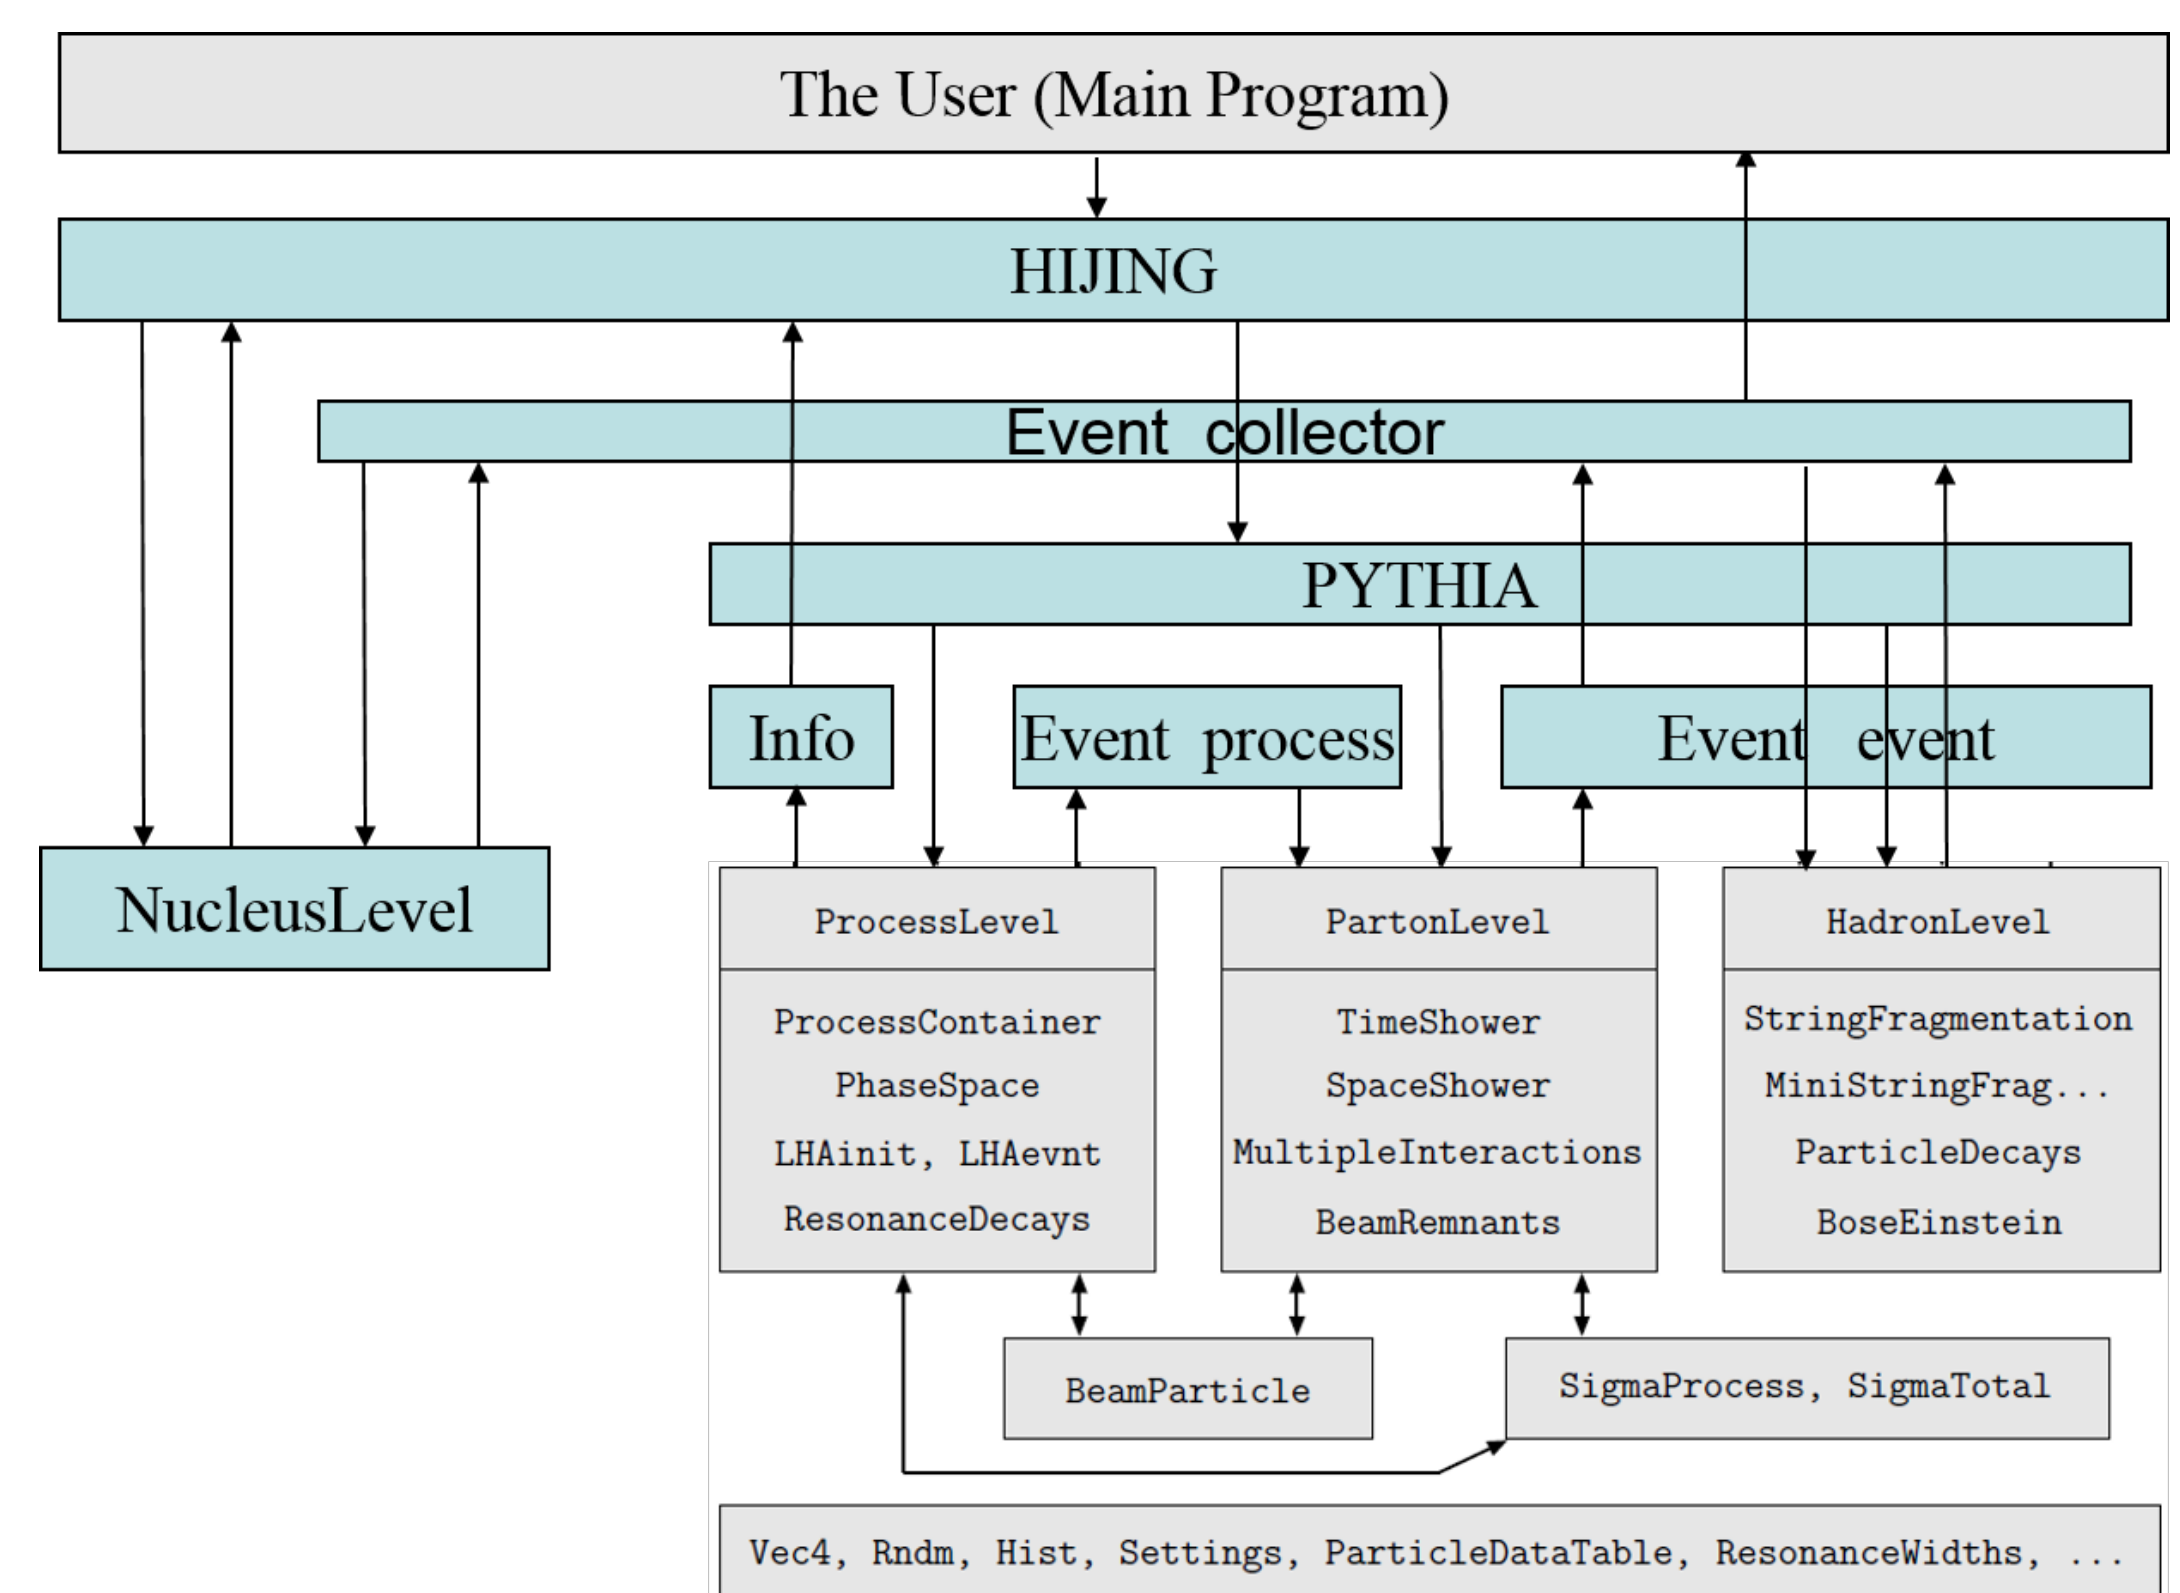 The User (Main Program)
HIJING
Event collector
PYTHIA
Info
Event process
Event event
NucleusLevel
ProcessLevel
ProcessContainer
PhaseSpace
LHAinit, LHAevnt
ResonanceDecays
PartonLevel
TimeShower
SpaceShower
MultipleInteractions
BeamRemnants
HadronLevel
StringFragmentation
MiniStringFrag...
ParticleDecays
BoseEinstein
BeamParticle
SigmaProcess, SigmaTotal
Vec4, Rndm, Hist, Settings, ParticleDataTable, ResonanceWidths, ...